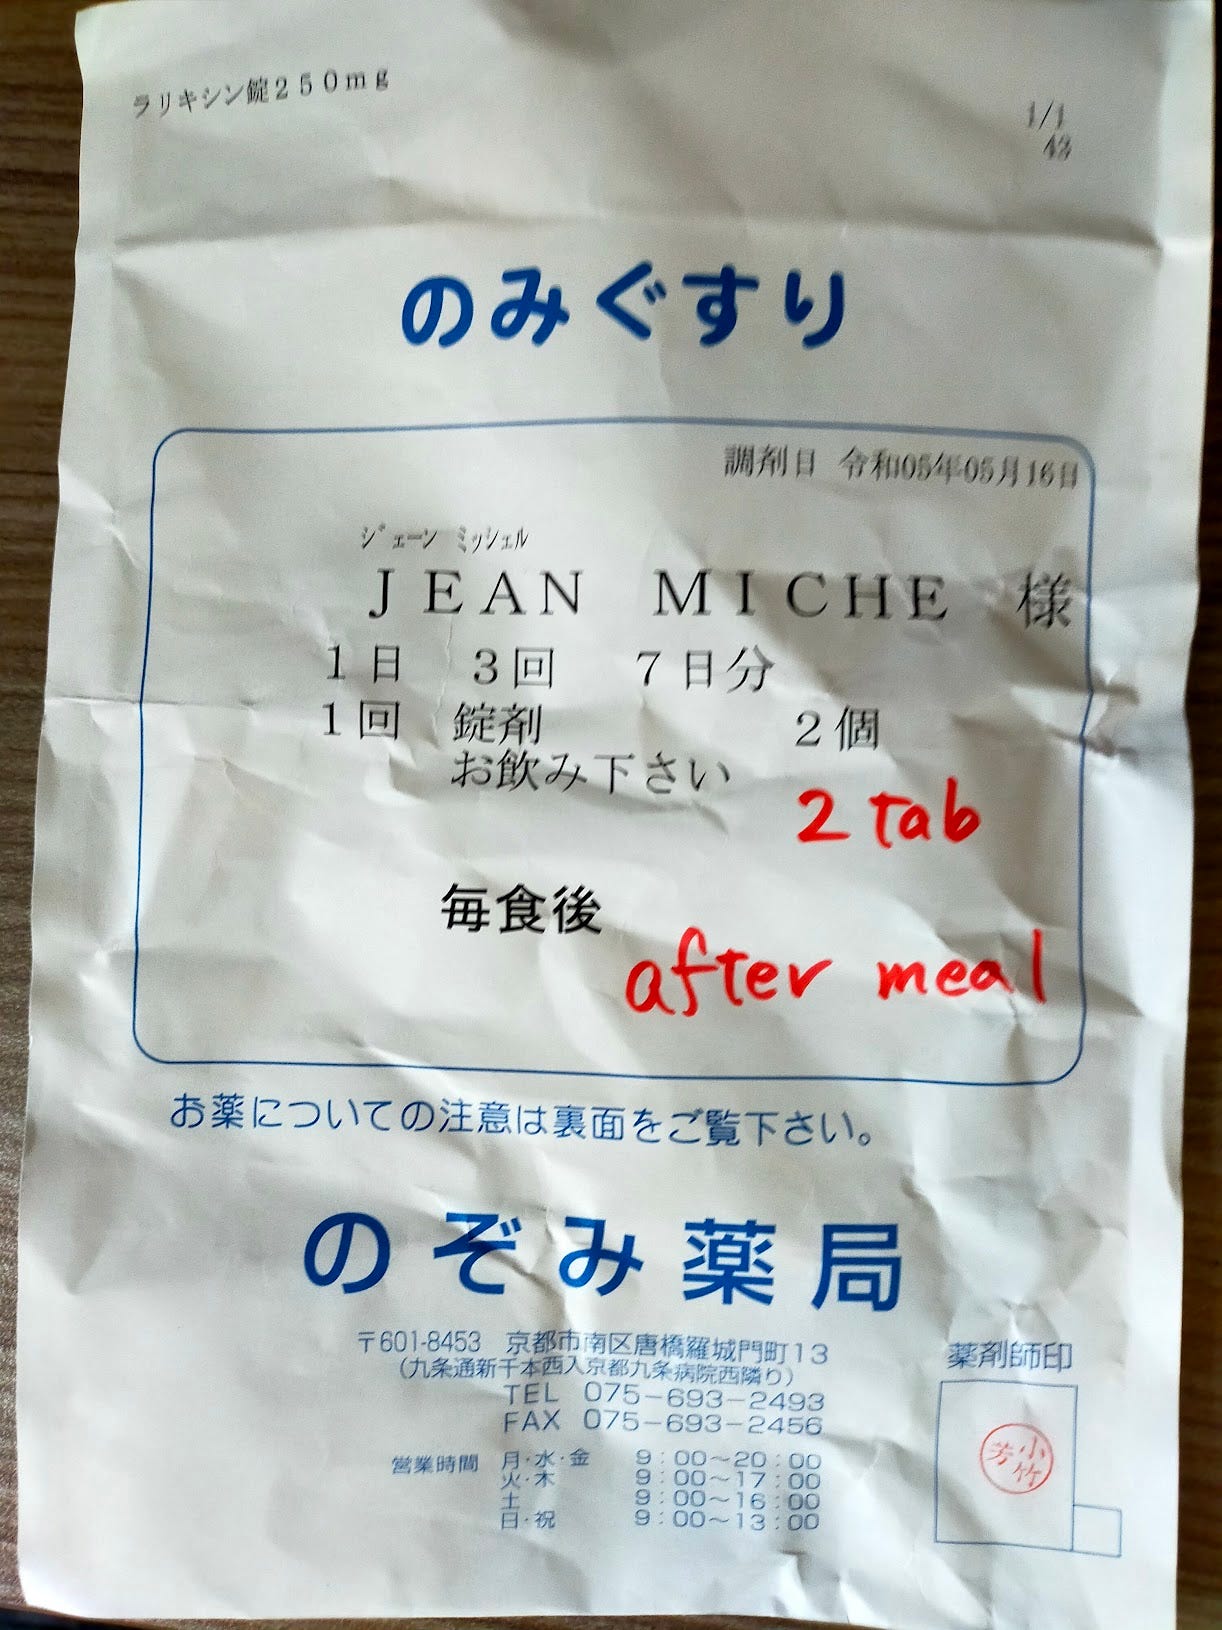 ラリキシン錠250mg
1/1
43
のみぐすり
調剤日 令和05年05月16日
ジェーン ミッシェル
JEAN MICHE 様
1日 3回 7日分
1回 錠剤 2個
お飲み下さい
2 tab
毎食後
after meal
お薬についての注意は裏面をご覧下さい。
のぞみ薬局
〒601-8453 京都市南区唐橋羅城門町13
(九条通新千本西入京都九条病院西隣り)
TEL 075-693-2493
FAX 075-693-2456
営業時間 月・水・金 9:00~20:00
火・木 9:00~17:00
土 9:00~16:00
日・祝 9:00~13:00
薬剤師印
小竹
芳